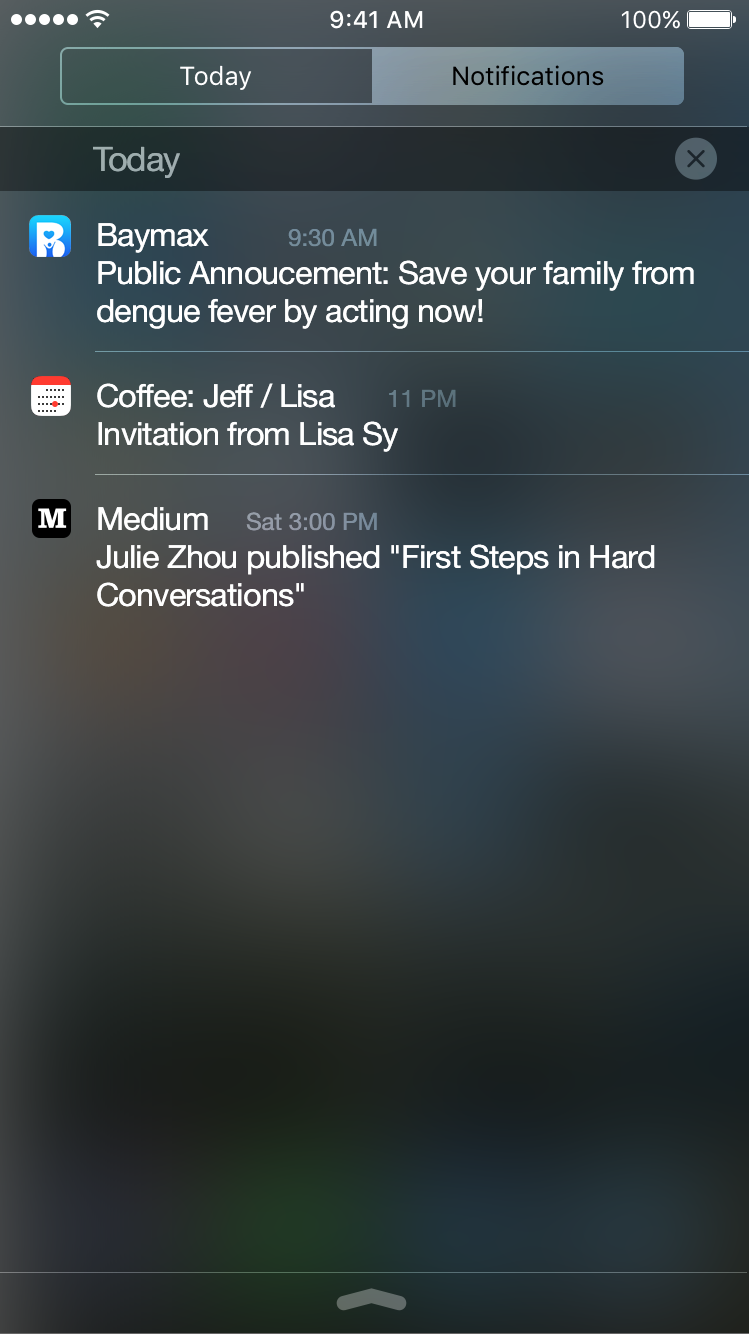 9:41 AM 100%
Today Notifications
Today
Baymax 9:30 AM
Public Annoucement: Save your family from
dengue fever by acting now!
Coffee: Jeff / Lisa 11 PM
Invitation from Lisa Sy
M Medium Sat 3:00 PM
Julie Zhou published "First Steps in Hard
Conversations"